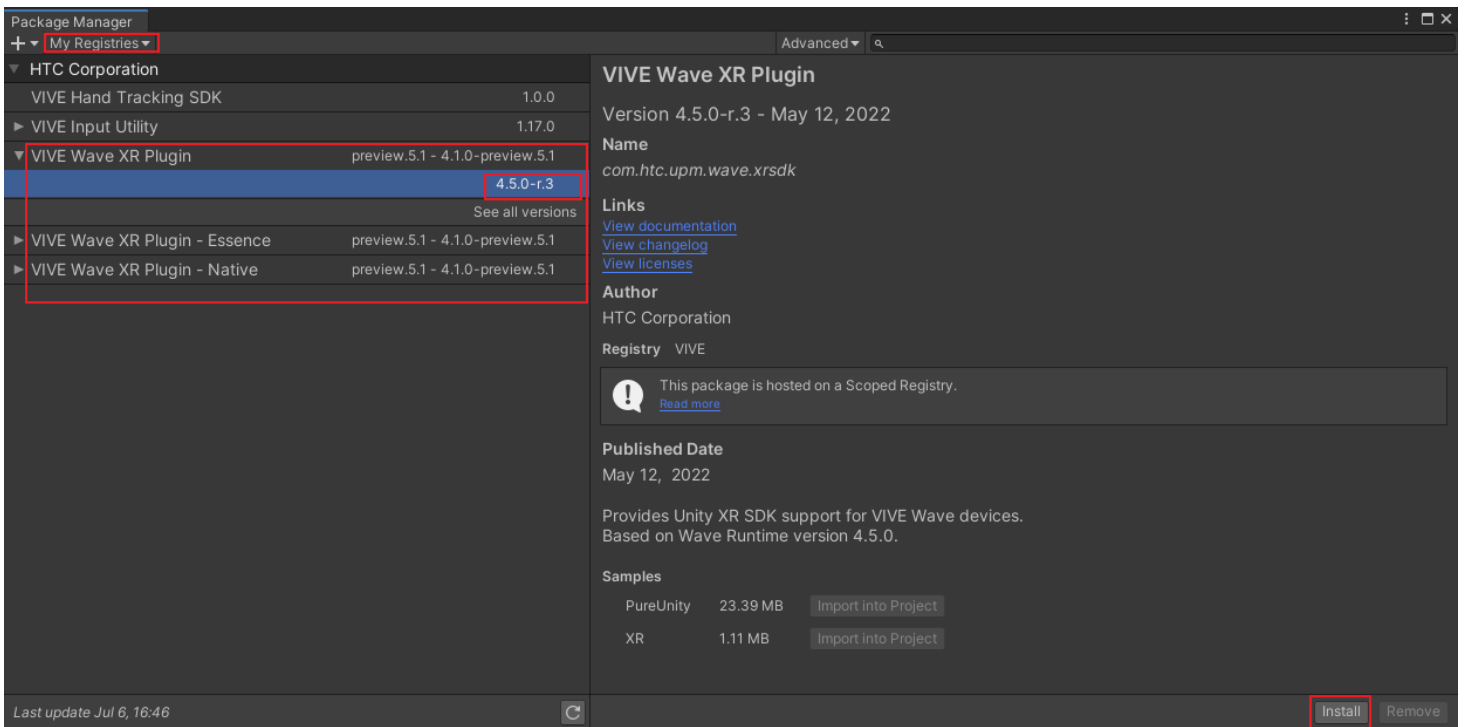 Package Manager
My Registries
Advanced
HTC Corporation
VIVE Hand Tracking SDK 1.0.0
VIVE Input Utility 1.17.0
VIVE Wave XR Plugin preview.5.1 - 4.1.0-preview.5.1
4.5.0-r.3
See all versions
VIVE Wave XR Plugin - Essence preview.5.1 - 4.1.0-preview.5.1
VIVE Wave XR Plugin - Native preview.5.1 - 4.1.0-preview.5.1
Last update Jul 6, 16:46
VIVE Wave XR Plugin
Version 4.5.0-r.3 - May 12, 2022
Name
com.htc.upm.wave.xrsdk
Links
View documentation
View changelog
View licenses
Author
HTC Corporation
Registry VIVE
This package is hosted on a Scoped Registry.
Read more
Published Date
May 12, 2022
Provides Unity XR SDK support for VIVE Wave devices.
Based on Wave Runtime version 4.5.0.
Samples
PureUnity 23.39 MB Import into Project
XR 1.11 MB Import into Project
Install Remove